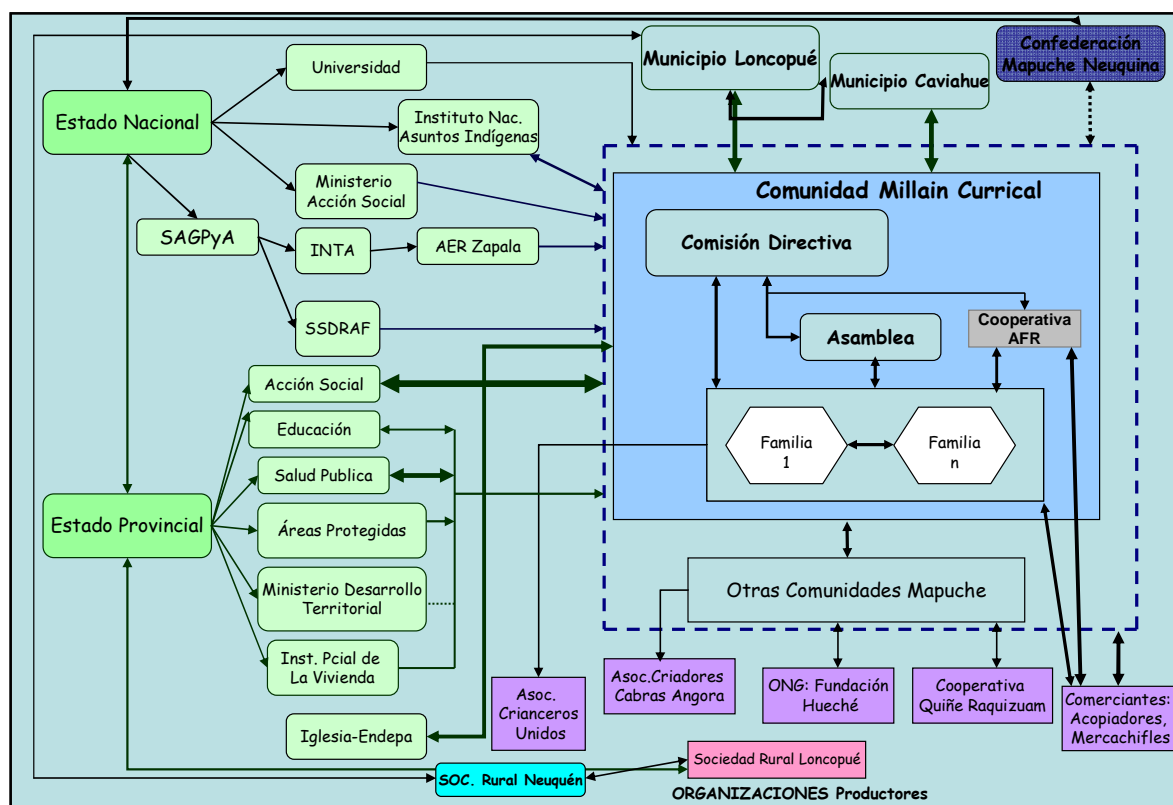 Municipio Loncopué
Confederación
Mapuche Neuquina
Municipio Caviahue
Universidad
Estado Nacional
Instituto Nac.
Asuntos Indígenas
Ministerio
Acción Social
SAGPyA
INTA
AER Zapala
SSDRAF
Comunidad Millain Currical
Comisión Directiva
Asamblea
Cooperativa
AFR
Familia
1
Familia
n
Acción Social
Educación
Salud Publica
Estado Provincial
Áreas Protegidas
Ministerio Desarrollo
Territorial
Inst. Pcial de
La Vivienda
Iglesia-Endepa
Otras Comunidades Mapuche
Asoc.
Crianceros
Unidos
Asoc.Criadores
Cabras Angora
ONG: Fundación
Hueché
Cooperativa
Quiñe Raquizuam
Comerciantes:
Acopiadores,
Mercachifles
SOC. Rural Neuquén
Sociedad Rural Loncopué
ORGANIZACIONES Productores